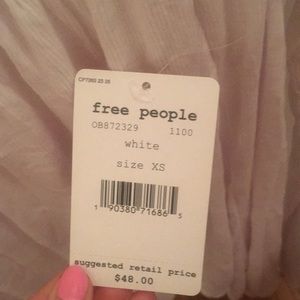 free people
OB872329 1100
white
size XS
1 90380 71686 5
suggested retail price
$48.00